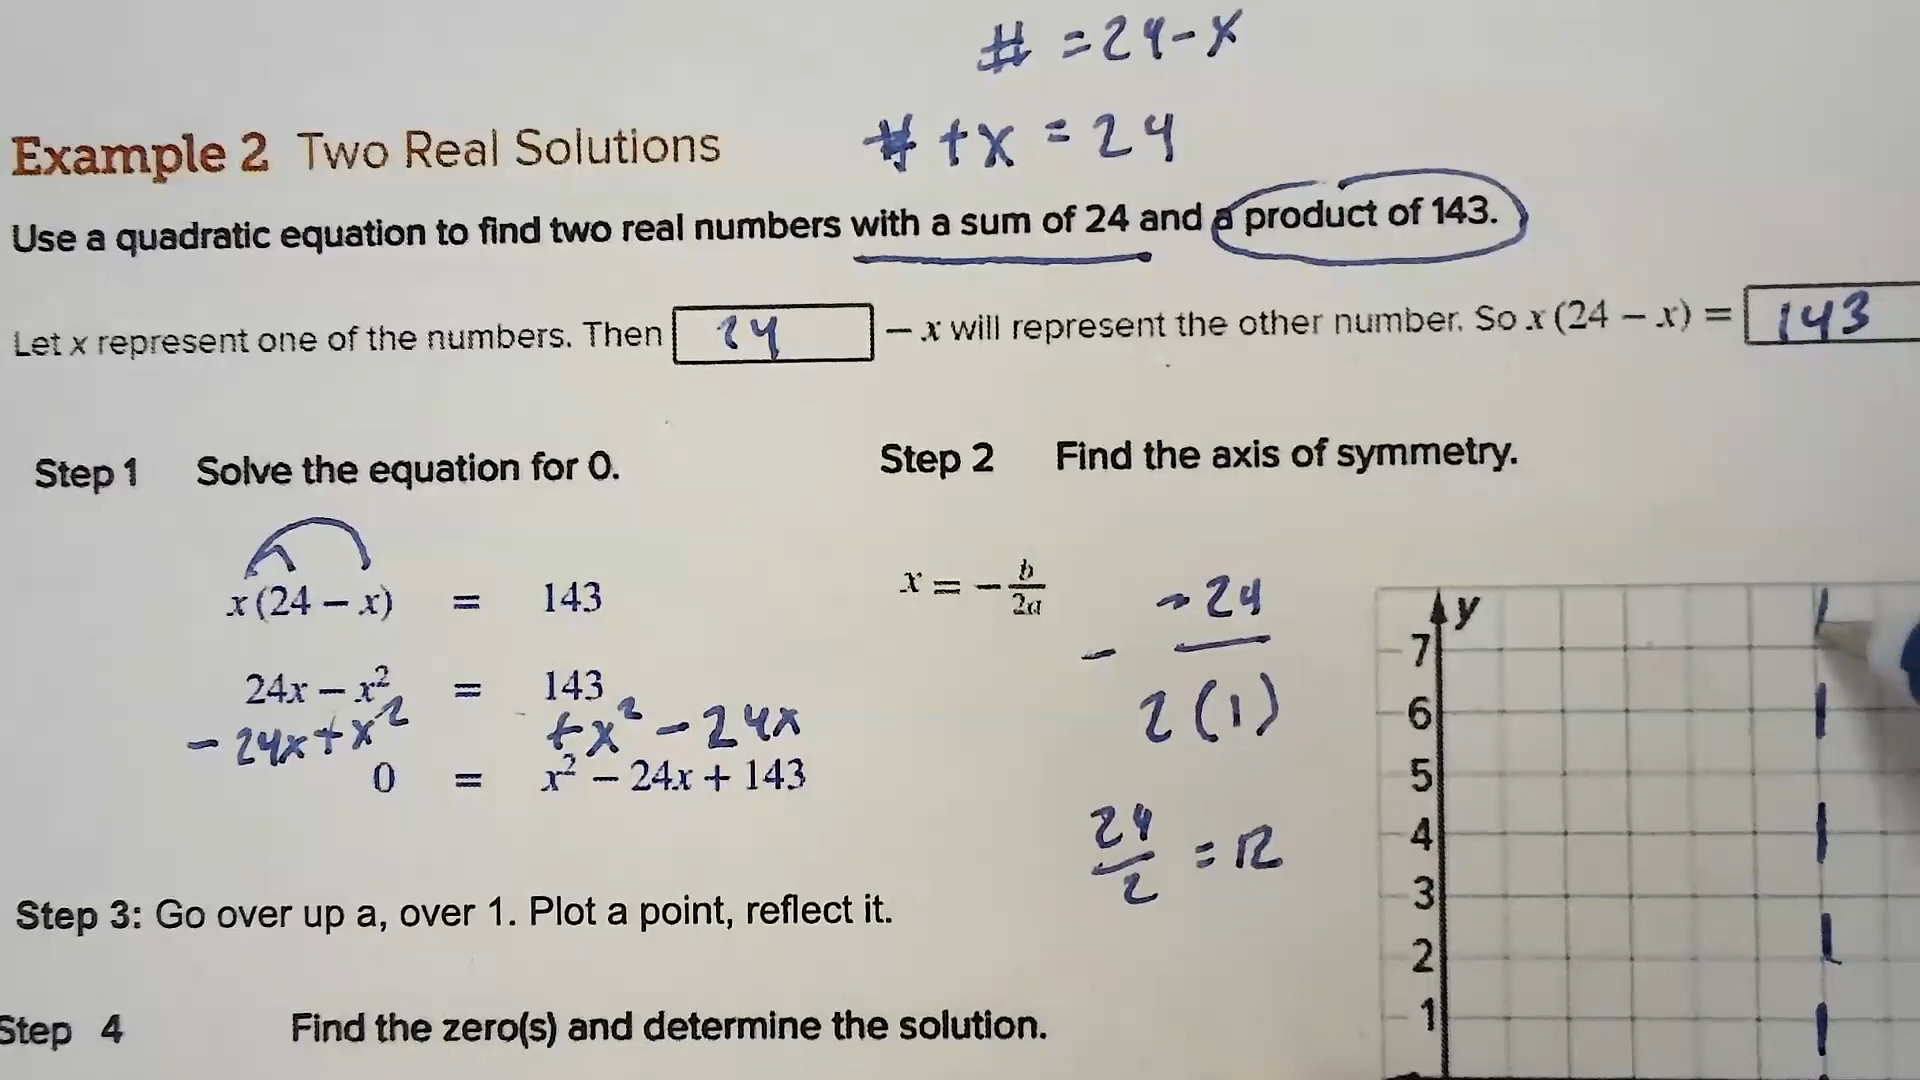 # = 24 - x
# + x = 24
Example 2 Two Real Solutions
Use a quadratic equation to find two real numbers with a sum of 24 and a product of 143.
Let x represent one of the numbers. Then 24 – x will represent the other number. So x (24 – x) = 143
Step 1 Solve the equation for 0.
Step 2 Find the axis of symmetry.
x (24 – x) = 143
24x – x² = 143
- 24x + x² + x² - 24x
0 = x² – 24x + 143
x = – b/2a
- -24/2(1)
24/2 = 12
Step 3: Go over up a, over 1. Plot a point, reflect it.
Step 4 Find the zero(s) and determine the solution.
y
7
6
5
4
3
2
1